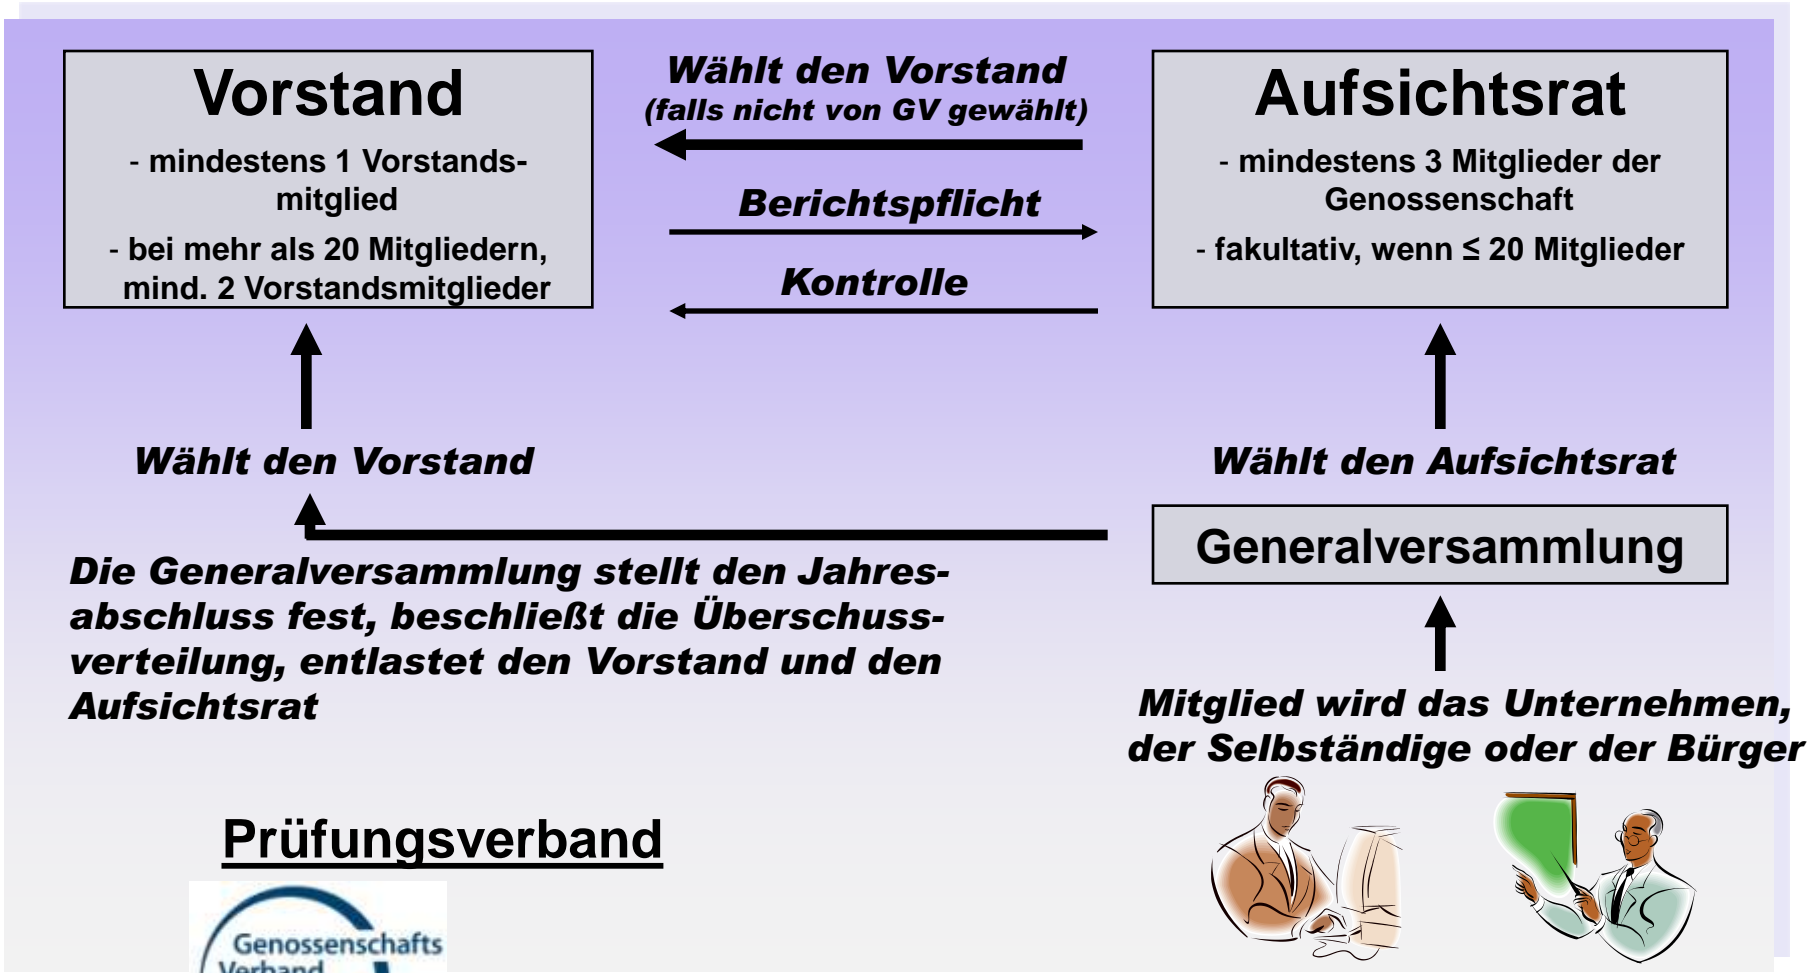 Vorstand
- mindestens 1 Vorstands-
mitglied
- bei mehr als 20 Mitgliedern,
mind. 2 Vorstandsmitglieder
Wählt den Vorstand
(falls nicht von GV gewählt)
Berichtspflicht
Kontrolle
Aufsichtsrat
- mindestens 3 Mitglieder der
Genossenschaft
- fakultativ, wenn ≤ 20 Mitglieder
Wählt den Vorstand
Wählt den Aufsichtsrat
Generalversammlung
Die Generalversammlung stellt den Jahres-
abschluss fest, beschließt die Überschuss-
verteilung, entlastet den Vorstand und den
Aufsichtsrat
Mitglied wird das Unternehmen,
der Selbständige oder der Bürger
Prüfungsverband
Genossenschafts
Verband